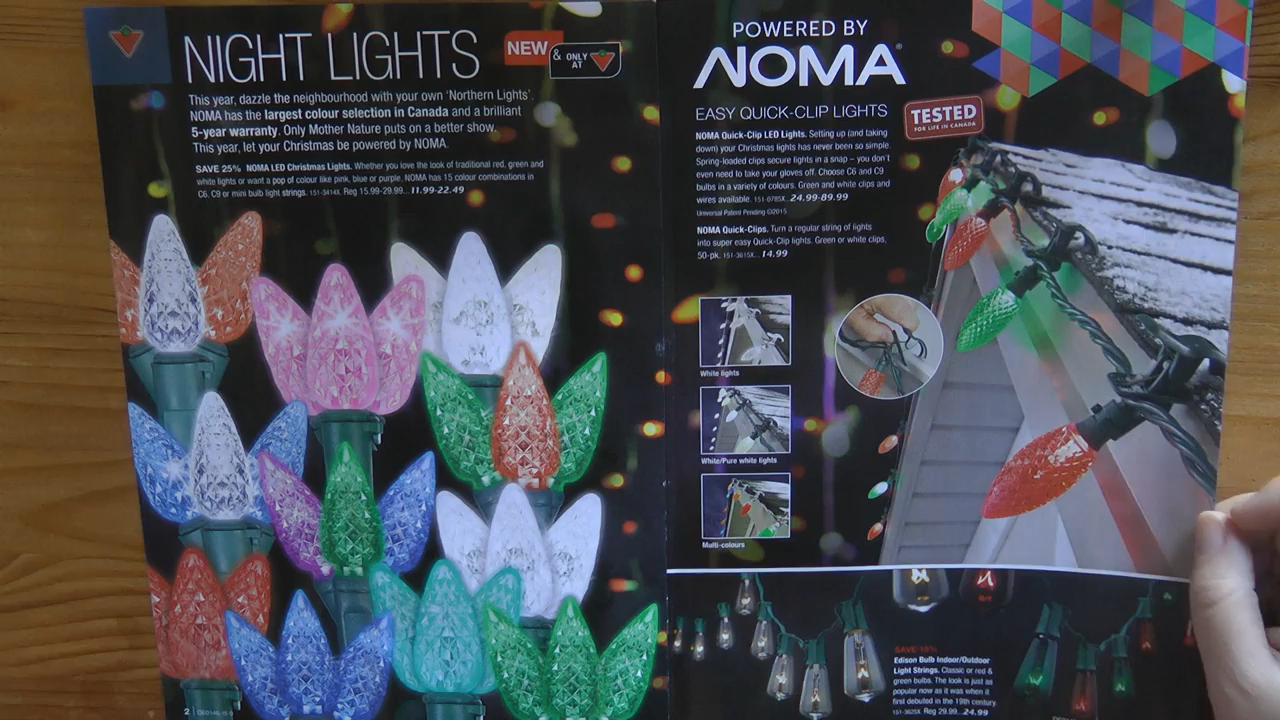 NIGHT LIGHTS
NEW
& ONLY
AT
This year, dazzle the neighbourhood with your own 'Northern Lights'.
NOMA has the largest colour selection in Canada and a brilliant
5-year warranty. Only Mother Nature puts on a better show.
This year, let your Christmas be powered by NOMA.
SAVE 25% NOMA LED Christmas Lights. Whether you love the look of traditional red, green and
white lights or want a pop of colour like pink, blue or purple, NOMA has 15 colour combinations in
C6, C9 or mini bulb light strings. 151-3414X. Reg 15.99-29.99... 11.99-22.49
2
POWERED BY
NOMA®
EASY QUICK-CLIP LIGHTS
TESTED
FOR LIFE IN CANADA
NOMA Quick-Clip LED Lights. Setting up (and taking
down) your Christmas lights has never been so simple.
Spring-loaded clips secure lights in a snap – you don't
even need to take your gloves off. Choose C6 and C9
bulbs in a variety of colours. Green and white clips and
wires available. 151-0785X...24.99-89.99
Universal Patent Pending ©2015
NOMA Quick-Clips. Turn a regular string of lights
into super easy Quick-Clip lights. Green or white clips,
50-pk. 151-3615X... 14.99
White lights
White/Pure white lights
Multi-colours
SAVE 16%
Edison Bulb Indoor/Outdoor
Light Strings. Classic or red &
green bulbs. The look is just as
popular now as it was when it
first debuted in the 19th century.
151-3625X. Reg 29.99...24.99